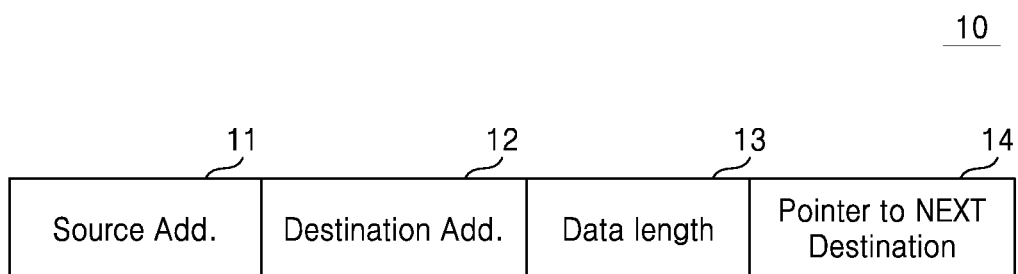 10
11
12
13
14
Source Add.
Destination Add.
Data length
Pointer to NEXT
Destination